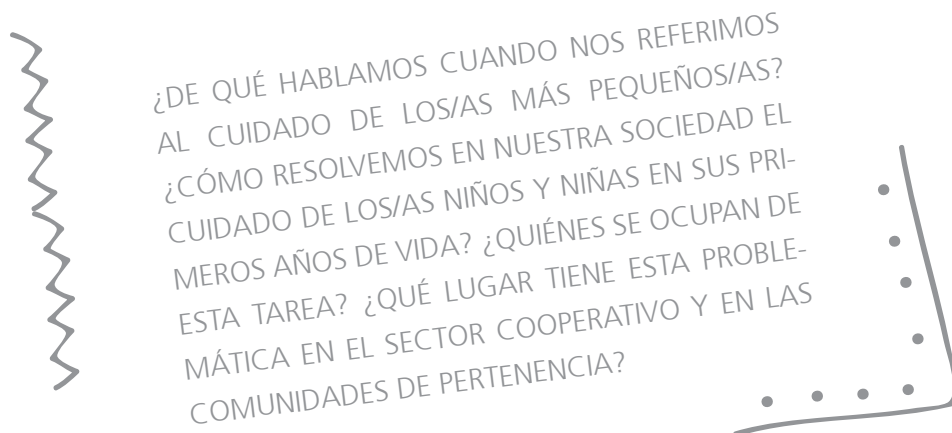 ¿DE QUÉ HABLAMOS CUANDO NOS REFERIMOS
AL CUIDADO DE LOS/AS MÁS PEQUEÑOS/AS?
¿CÓMO RESOLVEMOS EN NUESTRA SOCIEDAD EL
CUIDADO DE LOS/AS NIÑOS Y NIÑAS EN SUS PRI-
MEROS AÑOS DE VIDA? ¿QUIÉNES SE OCUPAN DE
ESTA TAREA? ¿QUÉ LUGAR TIENE ESTA PROBLE-
MÁTICA EN EL SECTOR COOPERATIVO Y EN LAS
COMUNIDADES DE PERTENENCIA?